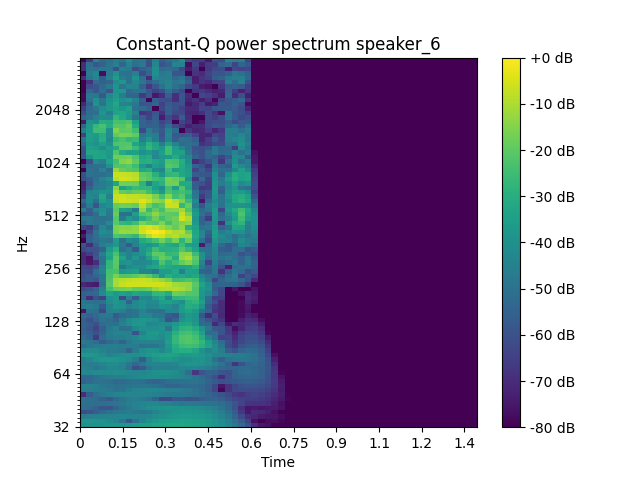 Constant-Q power spectrum speaker_6
+0 dB
-10 dB
-20 dB
-30 dB
-40 dB
-50 dB
-60 dB
-70 dB
-80 dB
Hz
2048
1024
512
256
128
64
32
0 0.15 0.3 0.45 0.6 0.75 0.9 1.1 1.2 1.4
Time